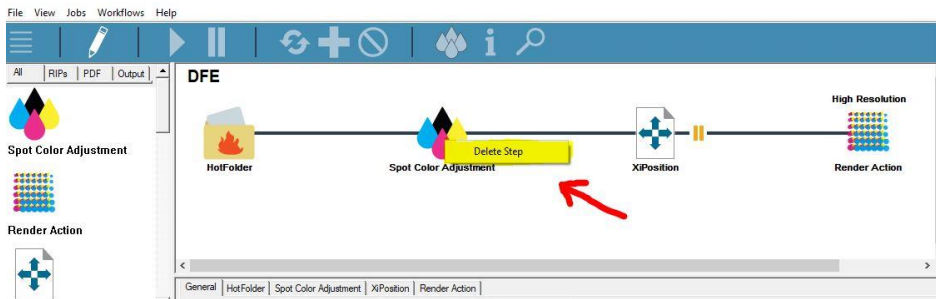 File View Jobs Workflows Help
All RIPs PDF Output
DFE
High Resolution
Spot Color Adjustment
Delete Step
HotFolder Spot Color Adjustment XiPosition Render Action
Render Action
General HotFolder Spot Color Adjustment XiPosition Render Action